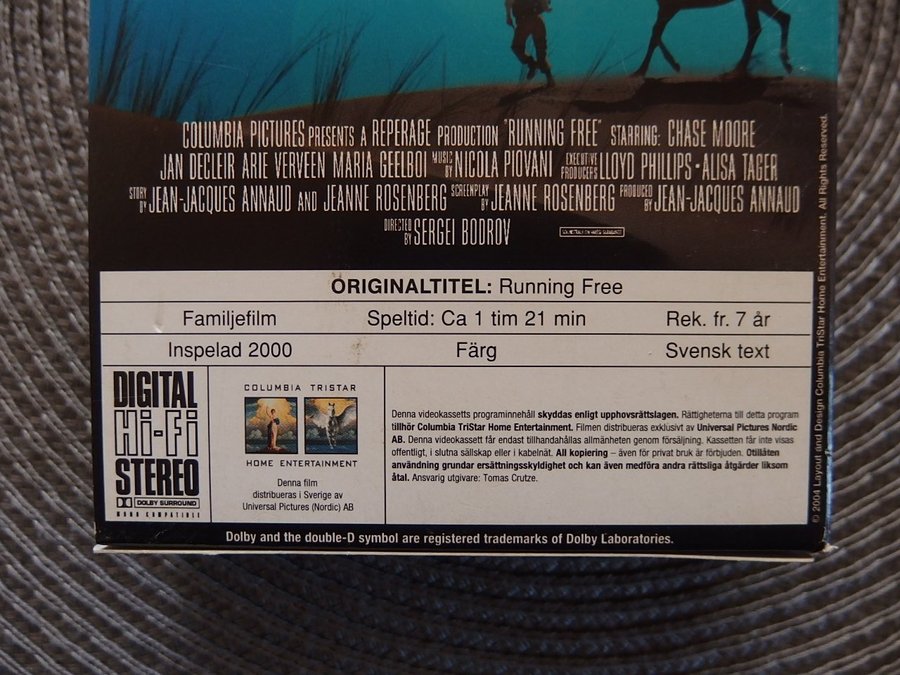 COLUMBIA PICTURES PRESENTS A REPERAGE PRODUCTION "RUNNING FREE" STARRING: CHASE MOORE
JAN DECLEIR ARIE VERVEEN MARIA GEELBOI MUSIC BY NICOLA PIOVANI EXECUTIVE PRODUCERS LLOYD PHILLIPS - ALISA TAGER
STORY BY JEAN-JACQUES ANNAUD AND JEANNE ROSENBERG SCREENPLAY BY JEANNE ROSENBERG PRODUCED BY JEAN-JACQUES ANNAUD
DIRECTED BY SERGEI BODROV
ORIGINALTITEL: Running Free
Familjefilm Speltid: Ca 1 tim 21 min Rek. fr. 7 år
Inspelad 2000 Färg Svensk text
DIGITAL
Hi-Fi
STEREO
DOLBY SURROUND
MONO COMPATIBLE
COLUMBIA TRISTAR
HOME ENTERTAINMENT
Denna film
distribueras i Sverige av
Universal Pictures (Nordic) AB
Denna videokassetts programinnehåll skyddas enligt upphovsrättslagen. Rättigheterna till detta program
tillhör Columbia TriStar Home Entertainment. Filmen distribueras exklusivt av Universal Pictures Nordic
AB. Denna videokassett får endast tillhandahållas allmänheten genom försäljning. Kassetten får inte visas
offentligt, i slutna sällskap eller i kabelnät. All kopiering – även för privat bruk är förbjuden. Otillåten
användning grundar ersättningsskyldighet och kan även medföra andra rättsliga åtgärder liksom
åtal. Ansvarig utgivare: Tomas Crutze.
Dolby and the double-D symbol are registered trademarks of Dolby Laboratories.
© 2004 Layout and Design Columbia TriStar Home Entertainment. All Rights Reserved.